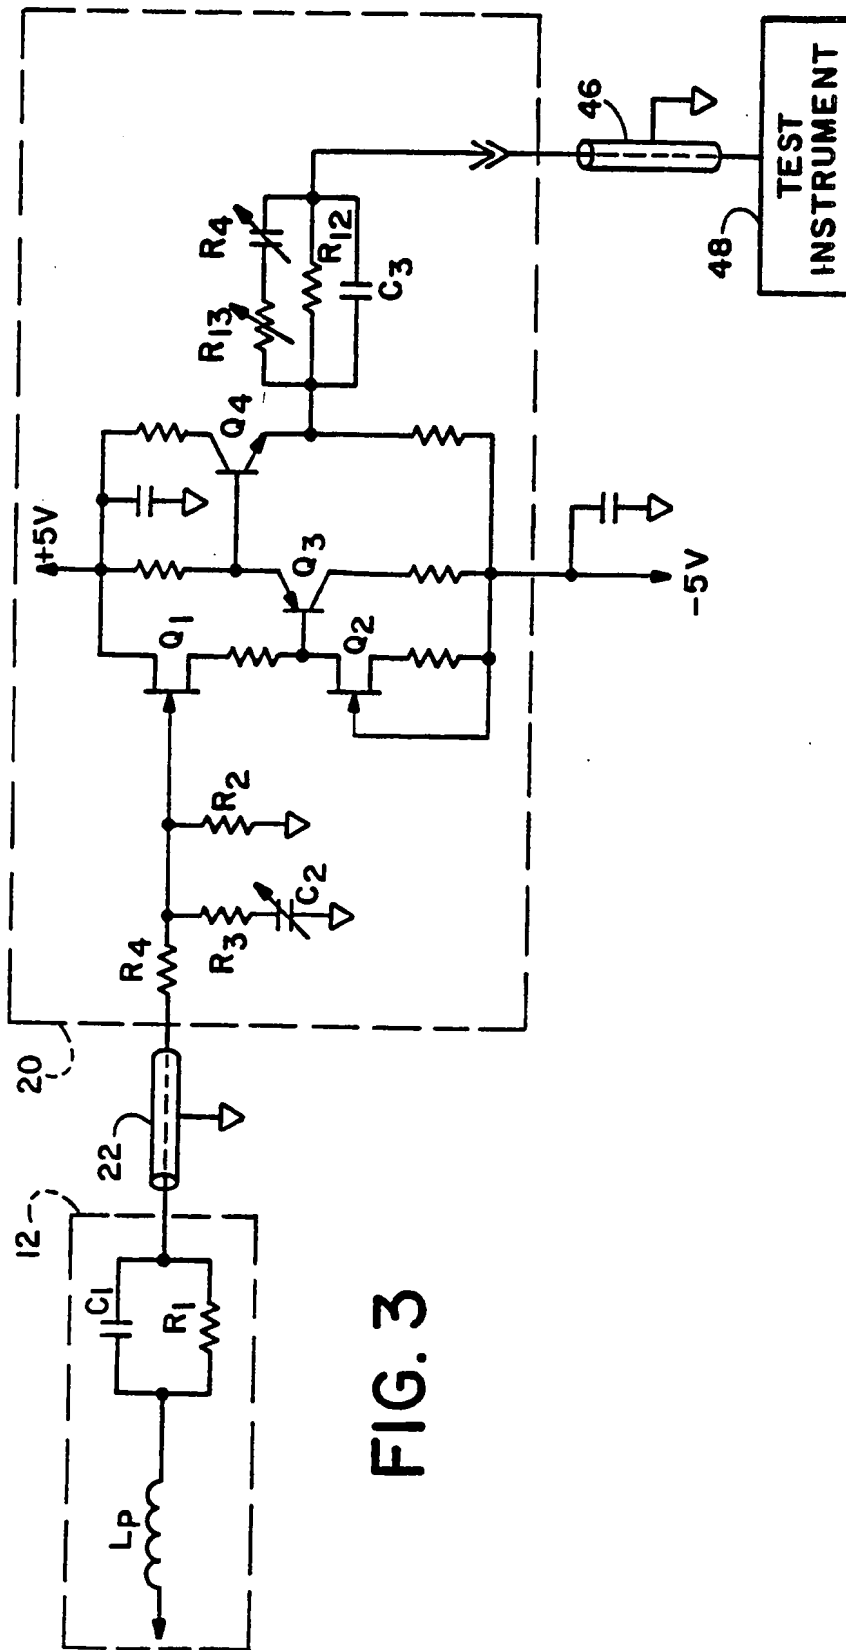 12
LP
C1
R1
22
20
R4
R3
C2
R2
+5V
Q1
Q2
Q3
Q4
-5V
R13
R4
R12
C3
46
48
TEST
INSTRUMENT
FIG. 3